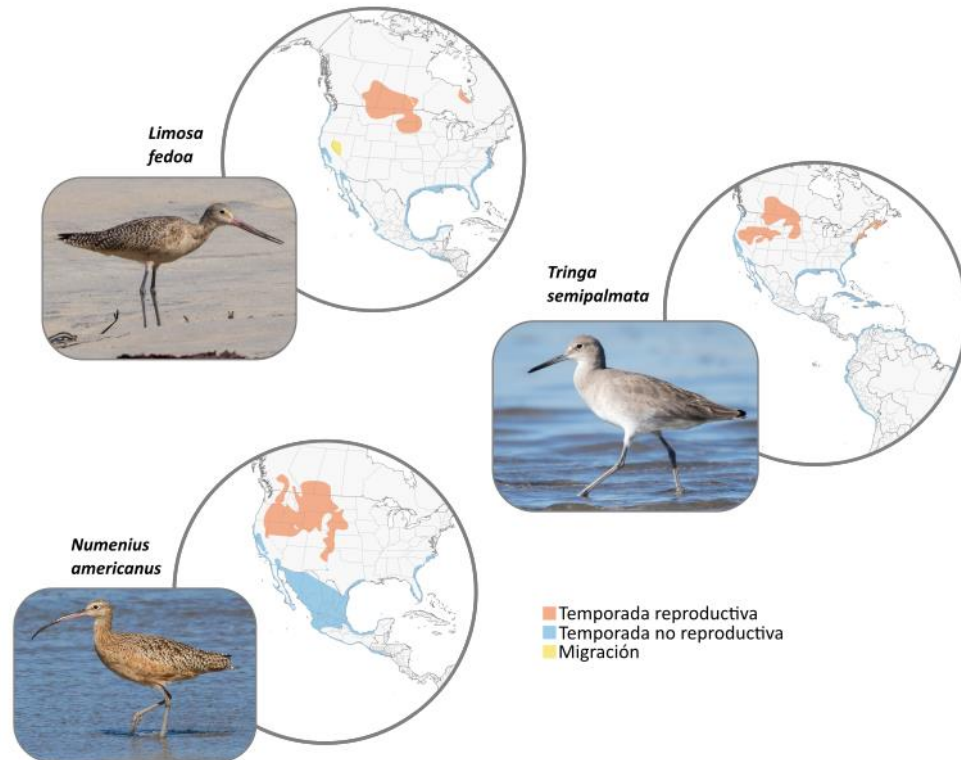 Limosa
fedoa
Tringa
semipalmata
Numenius
americanus
Temporada reproductiva
Temporada no reproductiva
Migración